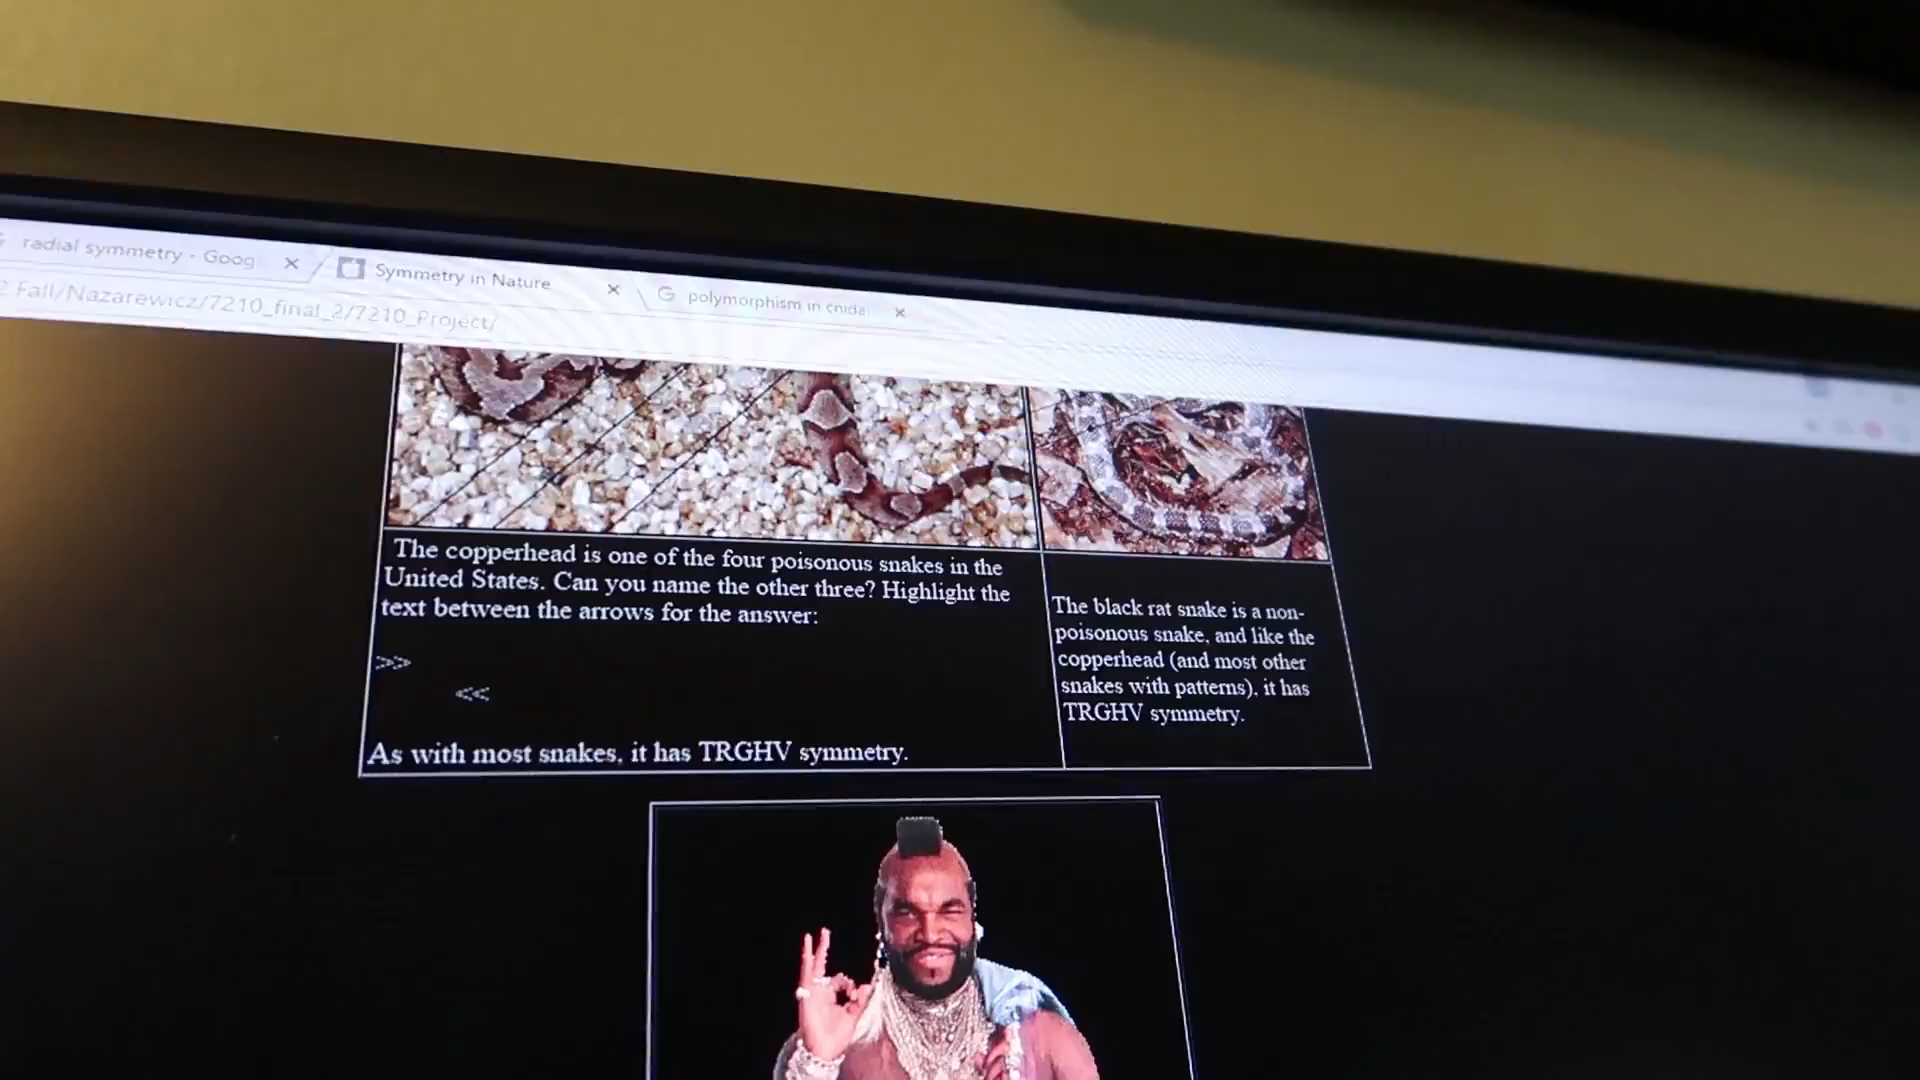 radial symmetry - Goog
Symmetry in Nature
polymorphism in cnida
Fall/Nazarewicz/7210_final_2/7210_Project/
The copperhead is one of the four poisonous snakes in the
United States. Can you name the other three? Highlight the
text between the arrows for the answer:
>>
<<
As with most snakes, it has TRGHV symmetry.
The black rat snake is a non-
poisonous snake, and like the
copperhead (and most other
snakes with patterns), it has
TRGHV symmetry.